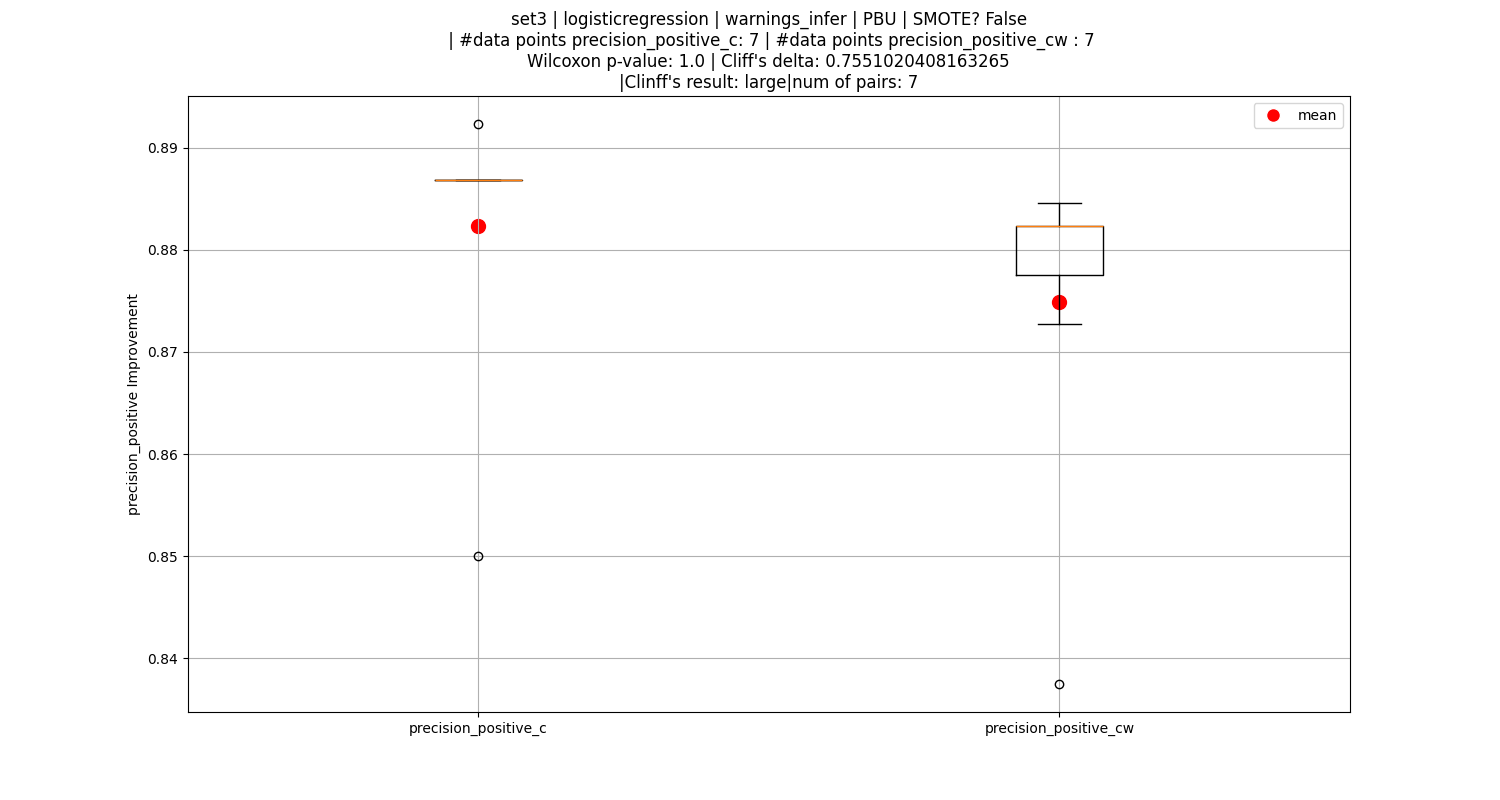 set3 | logisticregression | warnings_infer | PBU | SMOTE? False
| #data points precision_positive_c: 7 | #data points precision_positive_cw : 7
Wilcoxon p-value: 1.0 | Cliff's delta: 0.7551020408163265
|Clinff's result: large|num of pairs: 7
mean
0.89
0.88
0.87
0.86
0.85
0.84
precision_positive Improvement
precision_positive_c
precision_positive_cw